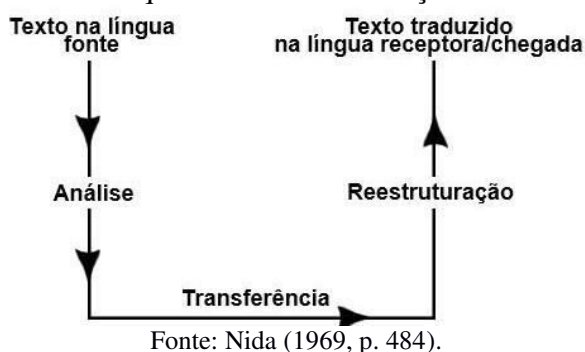 Texto na língua
fonte
Texto traduzido
na língua receptora/chegada
Análise
Reestruturação
Transferência
Fonte: Nida (1969, p. 484).